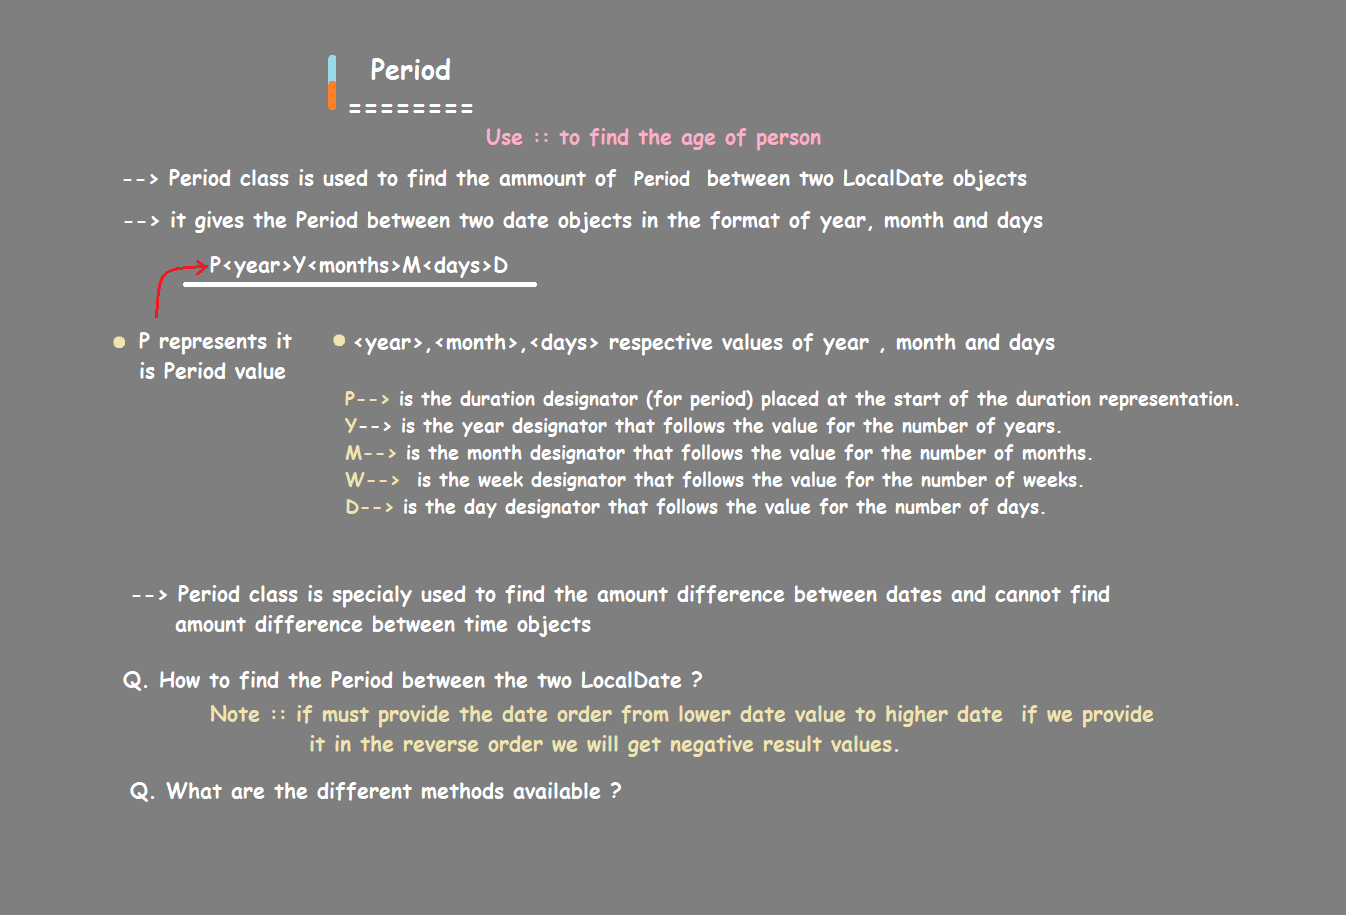 Period
========
Use :: to find the age of person
--> Period class is used to find the ammount of Period between two LocalDate objects
--> it gives the Period between two date objects in the format of year, month and days
P<year>Y<months>M<days>D
P represents it
is Period value
<year>,<month>,<days> respective values of year , month and days
P--> is the duration designator (for period) placed at the start of the duration representation.
Y--> is the year designator that follows the value for the number of years.
M--> is the month designator that follows the value for the number of months.
W--> is the week designator that follows the value for the number of weeks.
D--> is the day designator that follows the value for the number of days.
--> Period class is specialy used to find the amount difference between dates and cannot find
amount difference between time objects
Q. How to find the Period between the two LocalDate ?
Note :: if must provide the date order from lower date value to higher date if we provide
it in the reverse order we will get negative result values.
Q. What are the different methods available ?